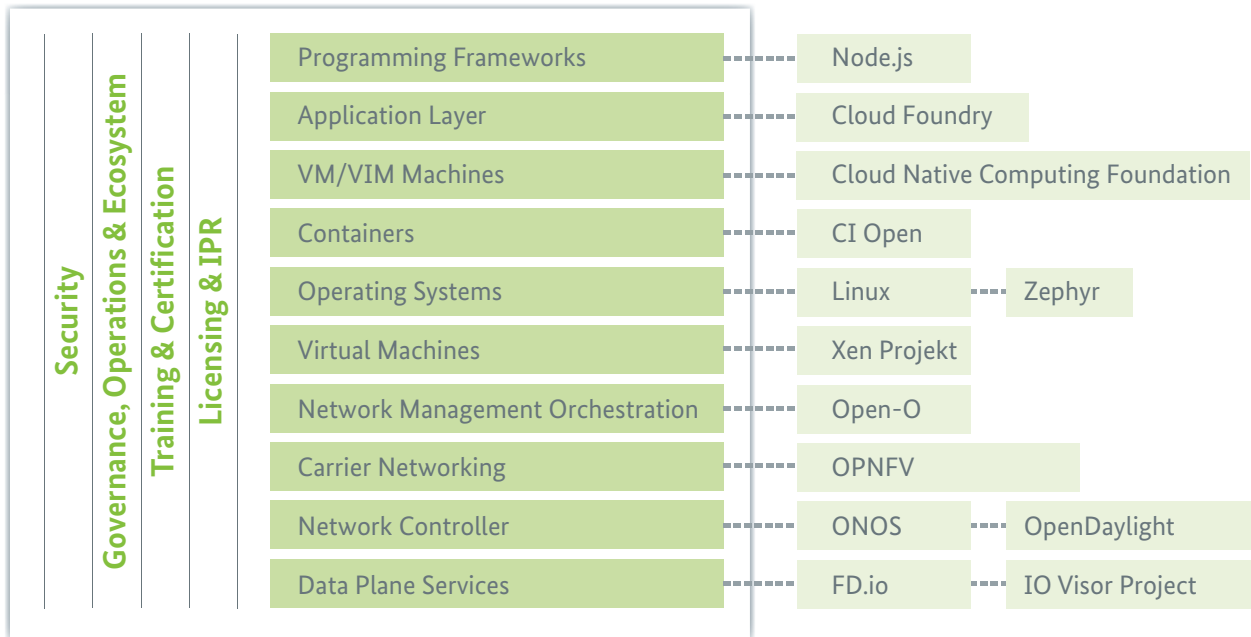 Security
Governance, Operations & Ecosystem
Training & Certification
Licensing & IPR
Programming Frameworks
Node.js
Application Layer
Cloud Foundry
VM/VIM Machines
Cloud Native Computing Foundation
Containers
CI Open
Operating Systems
Linux
Zephyr
Virtual Machines
Xen Projekt
Network Management Orchestration
Open-O
Carrier Networking
OPNFV
Network Controller
ONOS
OpenDaylight
Data Plane Services
FD.io
IO Visor Project